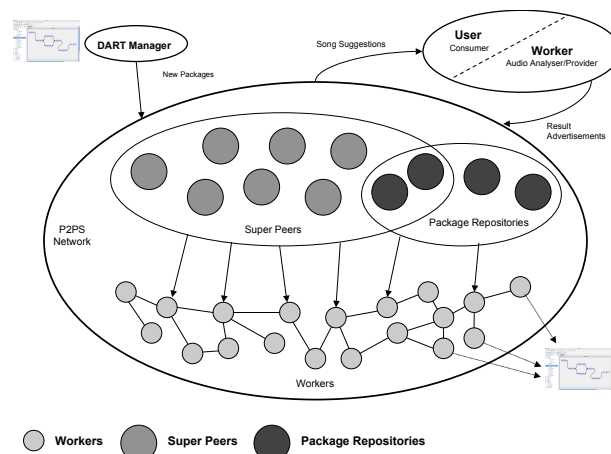 DART Manager
Song Suggestions
User
Consumer
Worker
Audio Analyser/Provider
New Packages
Result
Advertisements
P2PS
Network
Super Peers
Package Repositories
Workers
Workers
Super Peers
Package Repositories